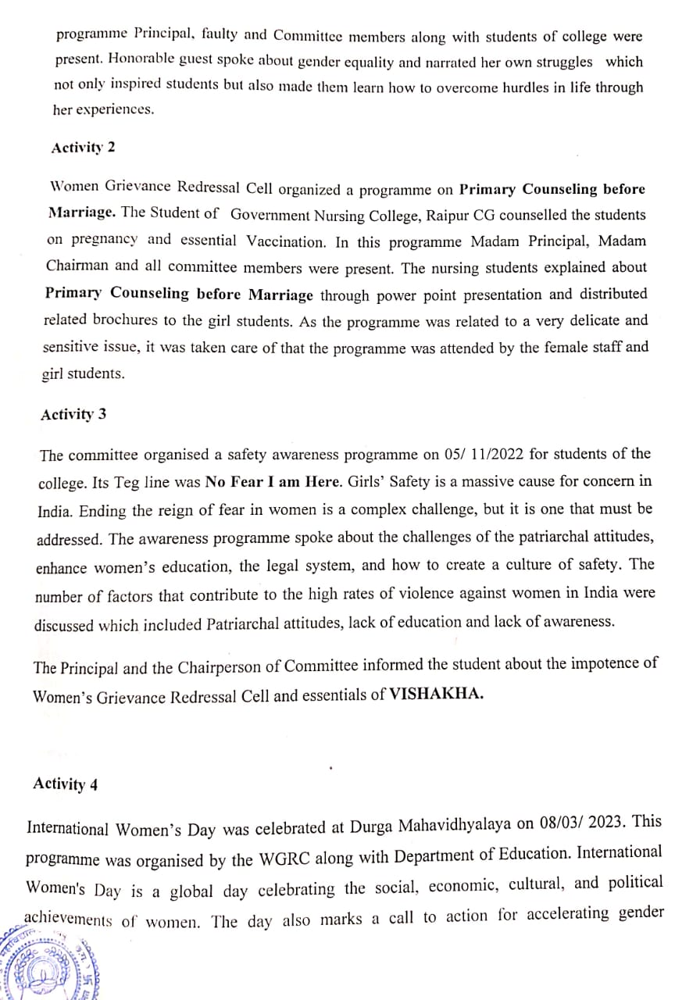 programme Principal, faulty and Committee members along with students of college were
present. Honorable guest spoke about gender equality and narrated her own struggles which
not only inspired students but also made them learn how to overcome hurdles in life through
her experiences.
Activity 2
Women Grievance Redressal Cell organized a programme on Primary Counseling before
Marriage. The Student of Government Nursing College, Raipur CG counselled the students
on pregnancy and essential Vaccination. In this programme Madam Principal, Madam
Chairman and all committee members were present. The nursing students explained about
Primary Counseling before Marriage through power point presentation and distributed
related brochures to the girl students. As the programme was related to a very delicate and
sensitive issue, it was taken care of that the programme was attended by the female staff and
girl students.
Activity 3
The committee organised a safety awareness programme on 05/ 11/2022 for students of the
college. Its Teg line was No Fear I am Here. Girls' Safety is a massive cause for concern in
India. Ending the reign of fear in women is a complex challenge, but it is one that must be
addressed. The awareness programme spoke about the challenges of the patriarchal attitudes,
enhance women's education, the legal system, and how to create a culture of safety. The
number of factors that contribute to the high rates of violence against women in India were
discussed which included Patriarchal attitudes, lack of education and lack of awareness.
The Principal and the Chairperson of Committee informed the student about the impotence of
Women's Grievance Redressal Cell and essentials of VISHAKHA.
Activity 4
International Women's Day was celebrated at Durga Mahavidhyalaya on 08/03/ 2023. This
programme was organised by the WGRC along with Department of Education. International
Women's Day is a global day celebrating the social, economic, cultural, and political
achievements of women. The day also marks a call to action for accelerating gender